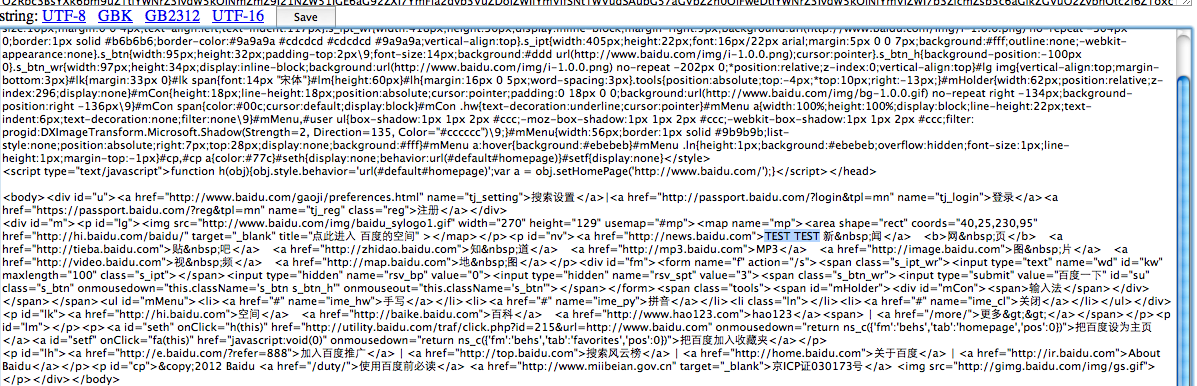 string: UTF-8 GBK GB2312 UTF-16 Save
0;border:1px solid #b6b6b6;border-color:#9a9a9a #cdcdcd #cdcdcd #9a9a9a;vertical-align:top}.s_ipt{width:405px;height:22px;font:16px/22px arial;margin:5px 0 0 7px;background:#fff;outline:none;-webkit-
appearance:none}.s_btn{width:95px;height:32px;padding-top:2px\9;font-size:14px;background:#ddd url(http://www.baidu.com/img/i-1.0.0.png);cursor:pointer}.s_btn_h{background-position:-100px
0}.s_btn_wr{width:97px;height:34px;display:inline-block;background:url(http://www.baidu.com/img/i-1.0.0.png) no-repeat -202px 0;*position:relative;z-index:0;vertical-align:top}#lg img{vertical-align:top;margin-
bottom:3px}#lk{margin:33px 0}#lk span{font:14px "宋体"}#lm{height:60px}#lh{margin:16px 0 5px;word-spacing:3px}.tools{position:absolute;top:-4px;*top:10px;right:-13px;}#mHolder{width:62px;position:relative;z-
index:296;display:none}#mCon{height:18px;line-height:18px;position:absolute;cursor:pointer;padding:0 18px 0 0;background:url(http://www.baidu.com/img/bg-1.0.0.gif) no-repeat right -134px;background-
position:right -136px\9}#mCon span{color:#00c;cursor:default;display:block}#mCon .hw{text-decoration:underline;cursor:pointer}#mMenu a{width:100%;height:100%;display:block;line-height:22px;text-
indent:6px;text-decoration:none;filter:none\9}#mMenu,#user ul{box-shadow:1px 1px 2px #ccc;-moz-box-shadow:1px 1px 2px #ccc;-webkit-box-shadow:1px 1px 2px #ccc;filter:
progid:DXImageTransform.Microsoft.Shadow(Strength=2, Direction=135, Color="#cccccc")\9;}#mMenu{width:56px;border:1px solid #9b9b9b;list-
style:none;position:absolute;right:7px;top:28px;display:none;background:#fff}#mMenu a:hover{background:#ebebeb}#mMenu .ln{height:1px;background:#ebebeb;overflow:hidden;font-size:1px;line-
height:1px;margin-top:-1px}#cp,#cp a{color:#77c}#seth{display:none;behavior:url(#default#homepage)}#setf{display:none}</style>
<script type="text/javascript">function h(obj){obj.style.behavior='url(#default#homepage)';var a = obj.setHomePage('http://www.baidu.com/');}</script></head>
<body><div id="u"><a href="http://www.baidu.com/gaoji/preferences.html" name="tj_setting">搜索设置</a>|<a href="http://passport.baidu.com/?login&tpl=mn" name="tj_login">登录</a><a
href="https://passport.baidu.com/?reg&tpl=mn" name="tj_reg" class="reg">注册</a></div>
<div id="m"><p id="lg"><img src="http://www.baidu.com/img/baidu_sylogo1.gif" width="270" height="129" usemap="#mp"><map name="mp"><area shape="rect" coords="40,25,230,95"
href="http://hi.baidu.com/baidu/" target="_blank" title="点此进入 百度的空间" ></map></p><p id="nv"><a href="http://news.baidu.com">TEST TEST 新&nbsp;闻</a> <b>网&nbsp;页</b> <a
href="http://tieba.baidu.com">贴&nbsp;吧</a> <a href="http://zhidao.baidu.com">知&nbsp;道</a> <a href="http://mp3.baidu.com">MP3</a> <a href="http://image.baidu.com">图&nbsp;片</a> <a
href="http://video.baidu.com">视&nbsp;频</a> <a href="http://map.baidu.com">地&nbsp;图</a></p><div id="fm"><form name="f" action="/s"><span class="s_ipt_wr"><input type="text" name="wd" id="kw"
maxlength="100" class="s_ipt"></span><input type="hidden" name="rsv_bp" value="0"><input type="hidden" name="rsv_spt" value="3"><span class="s_btn_wr"><input type="submit" value="百度一下" id="su"
class="s_btn" onmousedown="this.className='s_btn s_btn_h'" onmouseout="this.className='s_btn'"></span></form><span class="tools"><span id="mHolder"><div id="mCon"><span>输入法</span></div>
</span></span><ul id="mMenu"><li><a href="#" name="ime_hw">手写</a></li><li><a href="#" name="ime_py">拼音</a></li><li class="ln"></li><li><a href="#" name="ime_cl">关闭</a></li></ul></div>
<p id="lk"><a href="http://hi.baidu.com">空间</a> <a href="http://baike.baidu.com">百科</a> <a href="http://www.hao123.com">hao123</a><span> | <a href="/more/">更多&gt;&gt;</a></span></p><p
id="lm"></p><p><a id="seth" onClick="h(this)" href="http://utility.baidu.com/traf/click.php?id=215&url=http://www.baidu.com" onmousedown="return ns_c({'fm':'behs','tab':'homepage','pos':0})">把百度设为主页
</a><a id="setf" onClick="fa(this)" href="javascript:void(0)" onmousedown="return ns_c({'fm':'behs','tab':'favorites','pos':0})">把百度加入收藏夹</a></p>
<p id="lh"><a href="http://e.baidu.com/?refer=888">加入百度推广</a> | <a href="http://top.baidu.com">搜索风云榜</a> | <a href="http://home.baidu.com">关于百度</a> | <a href="http://ir.baidu.com">About
Baidu</a></p><p id="cp">&copy;2012 Baidu <a href="/duty/">使用百度前必读</a> <a href="http://www.miibeian.gov.cn" target="_blank">京ICP证030173号</a> <img src="http://gimg.baidu.com/img/gs.gif">
</p></div></body>